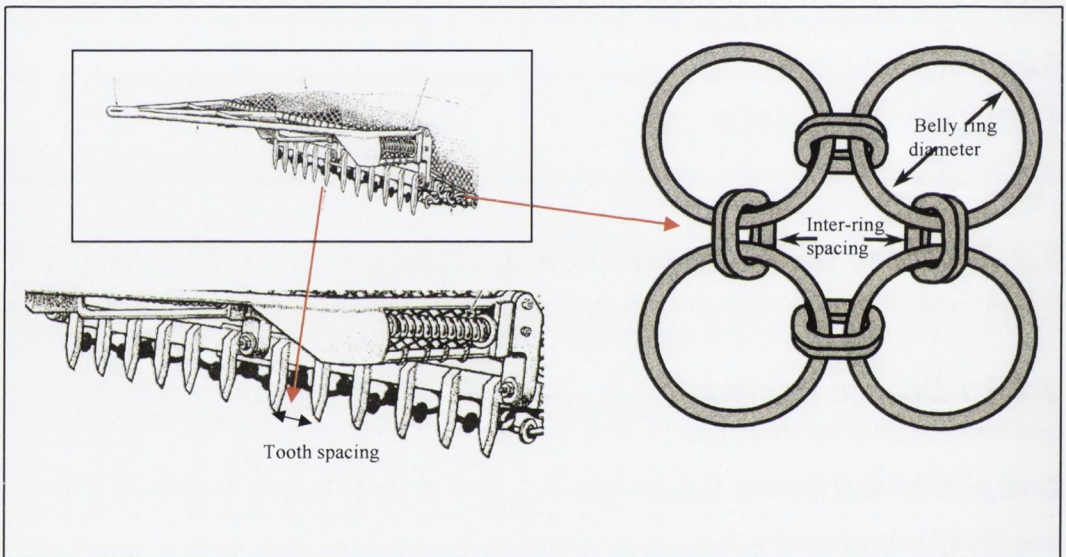 Belly ring
diameter
Inter-ring
spacing
Tooth spacing